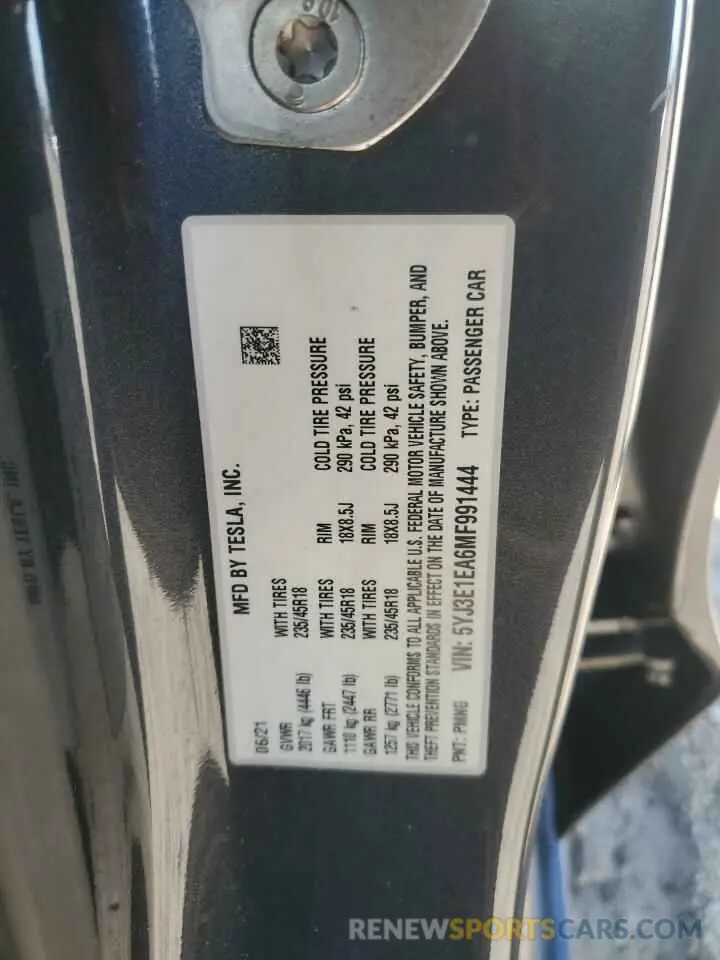 MFD BY TESLA, INC.
06/21
GVWR WITH TIRES
2017 kg (4446 lb) 235/45R18
GAWR FRT WITH TIRES RIM COLD TIRE PRESSURE
1110 kg (2447 lb) 235/45R18 18X8.5J 290 kPa, 42 psi
GAWR RR WITH TIRES RIM COLD TIRE PRESSURE
1257 kg (2771 lb) 235/45R18 18X8.5J 290 kPa, 42 psi
THIS VEHICLE CONFORMS TO ALL APPLICABLE U.S. FEDERAL MOTOR VEHICLE SAFETY, BUMPER, AND
THEFT PREVENTION STANDARDS IN EFFECT ON THE DATE OF MANUFACTURE SHOWN ABOVE.
PNT: PMNG VIN: 5YJ3E1EA6MF991444 TYPE: PASSENGER CAR
RENEWSPORTSCARS.COM